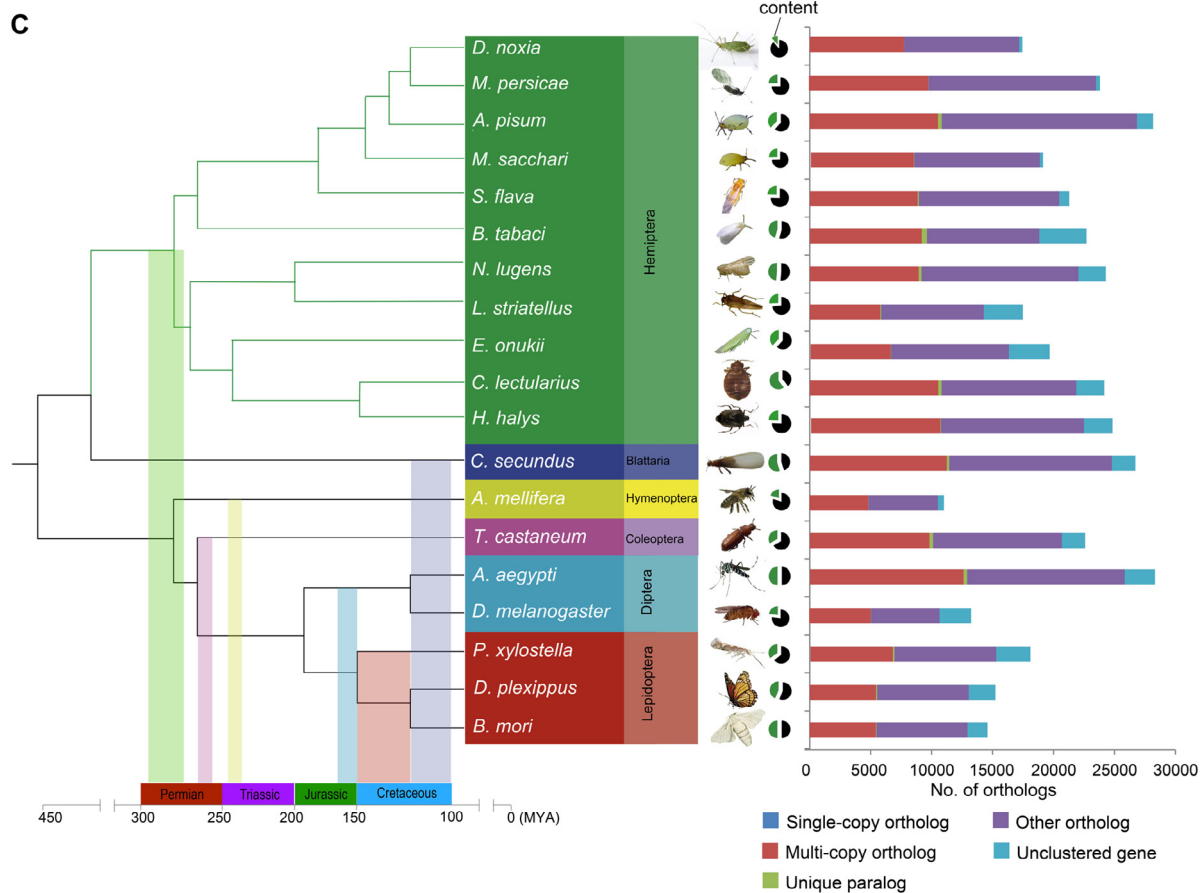 C
content
D. noxia
M. persicae
A. pisum
M. sacchari
S. flava
B. tabaci
N. lugens
L. striatellus
E. onukii
C. lectularius
H. halys
Hemiptera
C. secundus
Blattaria
A. mellifera
Hymenoptera
T. castaneum
Coleoptera
A. aegypti
D. melanogaster
Diptera
P. xylostella
D. plexippus
B. mori
Lepidoptera
Permian
Triassic
Jurassic
Cretaceous
450
300
250
200
150
100
0 (MYA)
0
5000
10000
15000
20000
25000
30000
No. of orthologs
Single-copy ortholog
Other ortholog
Multi-copy ortholog
Unclustered gene
Unique paralog